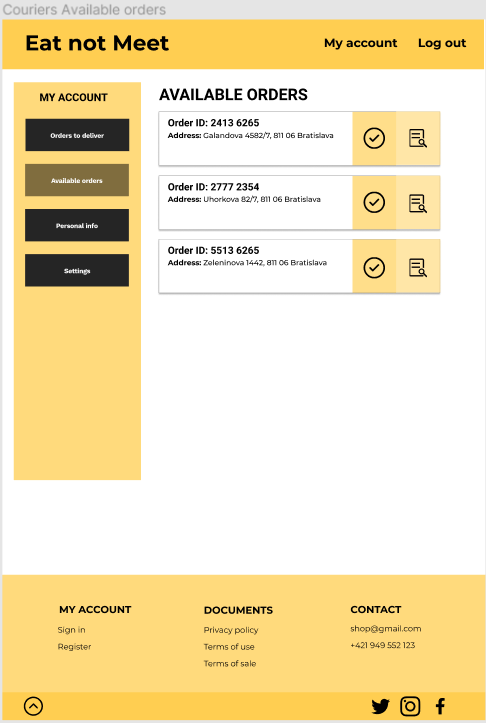 Couriers Available orders
Eat not Meet
My account
Log out
MY ACCOUNT
Orders to deliver
Available orders
Personal info
Settings
AVAILABLE ORDERS
Order ID: 2413 6265
Address: Galandova 4582/7, 811 06 Bratislava
Order ID: 2777 2354
Address: Uhorkova 82/7, 811 06 Bratislava
Order ID: 5513 6265
Address: Zeleninova 1442, 811 06 Bratislava
MY ACCOUNT
Sign in
Register
DOCUMENTS
Privacy policy
Terms of use
Terms of sale
CONTACT
shop@gmail.com
+421 949 552 123